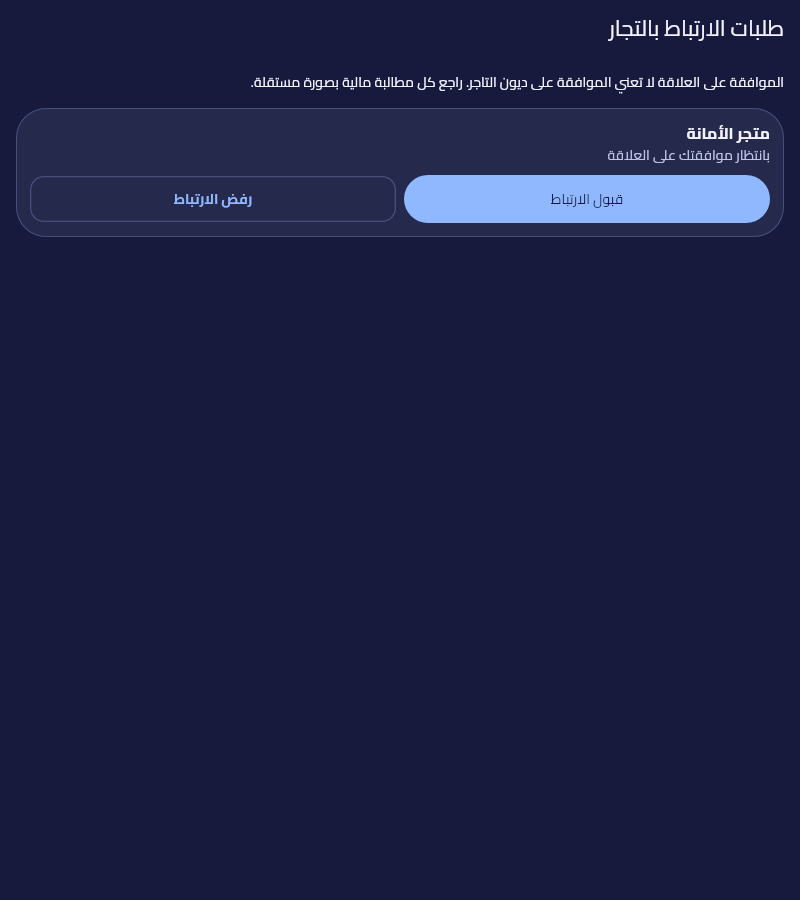 طلبات الارتباط بالتجار
الموافقة على العلاقة لا تعني الموافقة على ديون التاجر. راجع كل مطالبة مالية بصورة مستقلة.
متجر الأمانة
بانتظار موافقتك على العلاقة
قبول الارتباط
رفض الارتباط